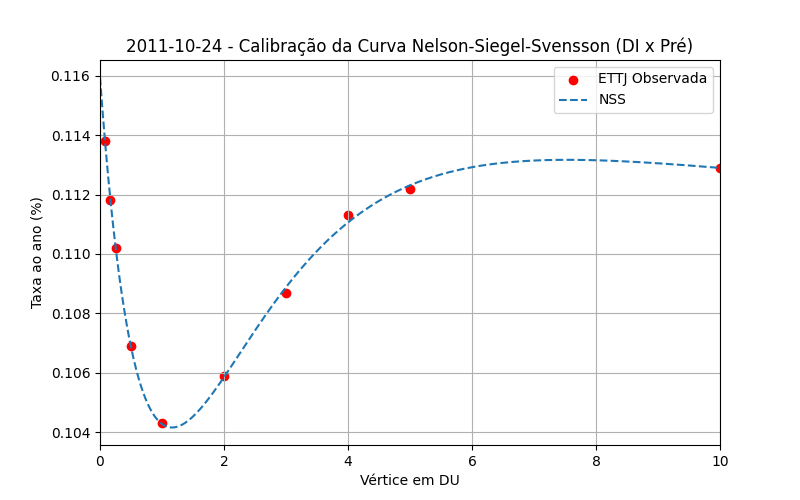 2011-10-24 - Calibração da Curva Nelson-Siegel-Svensson (DI x Pré)
ETTJ Observada
NSS
Taxa ao ano (%)
0.116
0.114
0.112
0.110
0.108
0.106
0.104
0
2
4
6
8
10
Vértice em DU